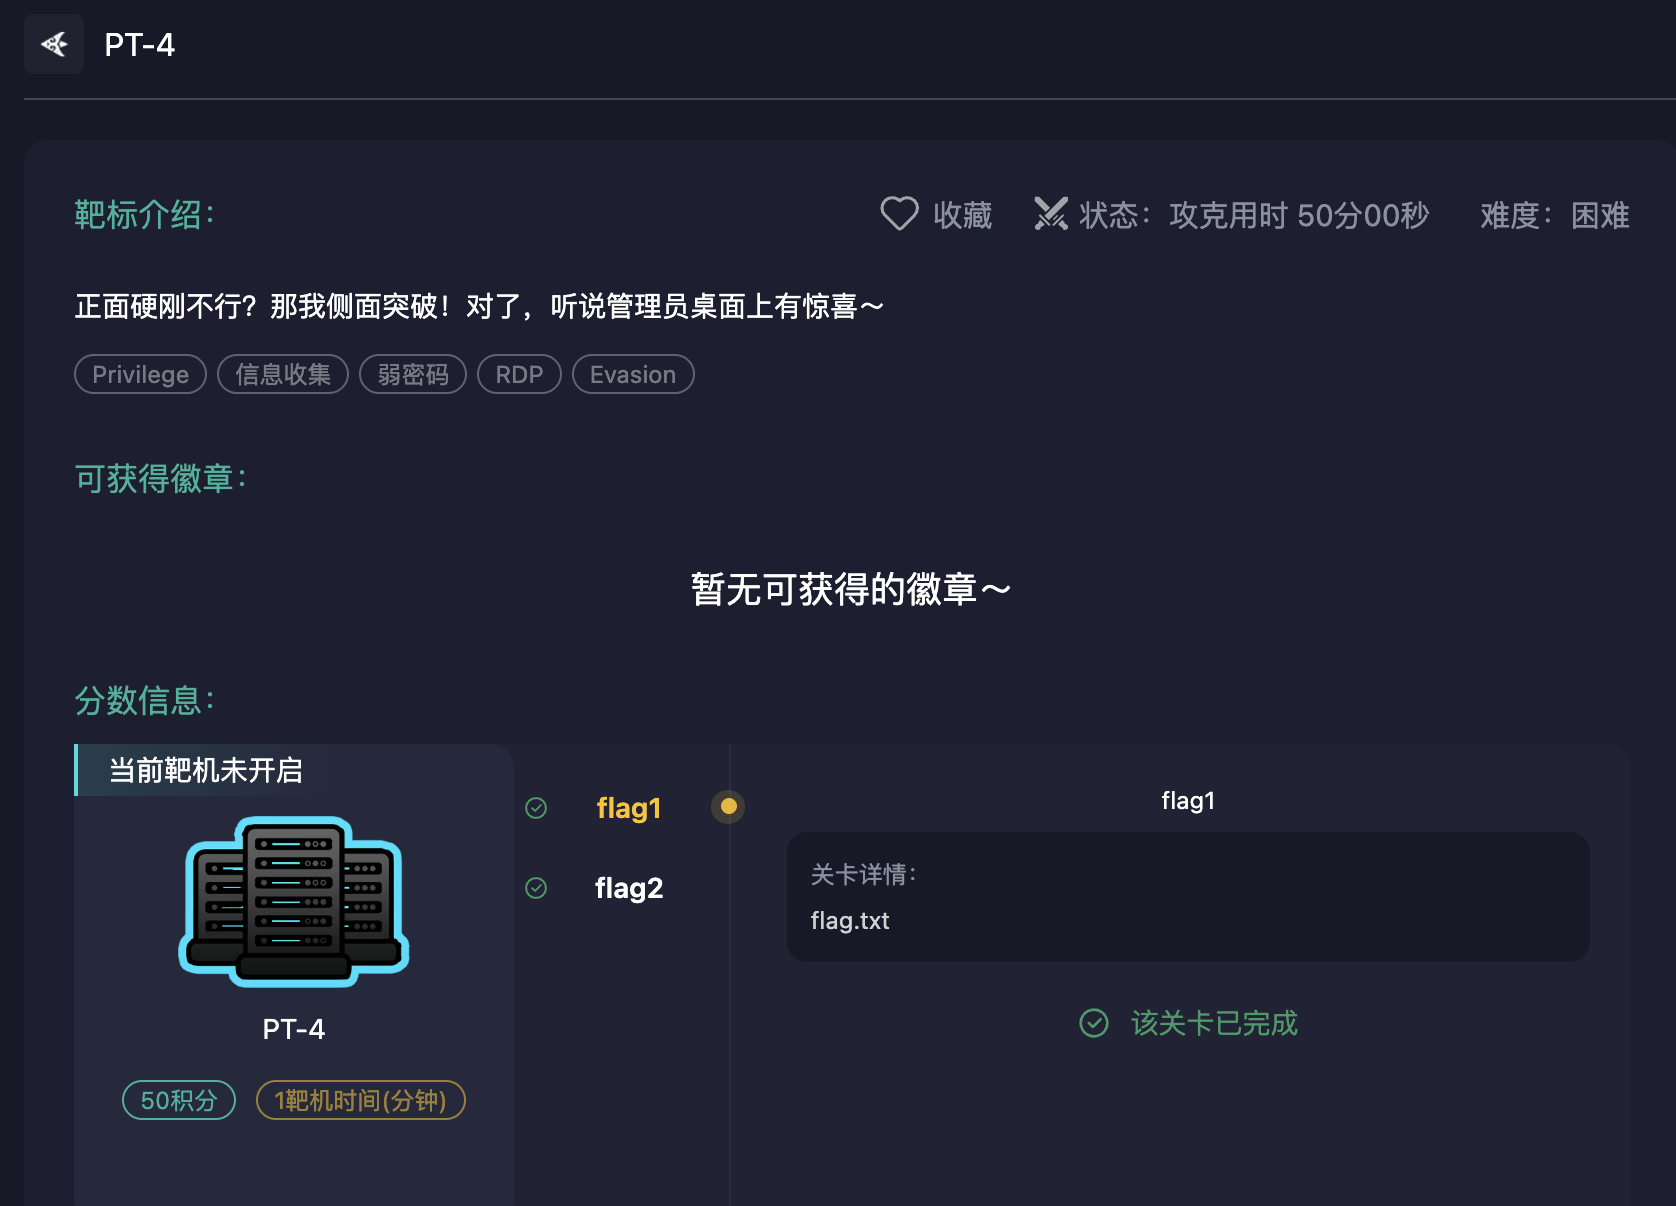 PT-4
靶标介绍：
收藏
状态：攻克用时 50分00秒
难度：困难
正面硬刚不行？那我侧面突破！对了，听说管理员桌面上有惊喜～
Privilege
信息收集
弱密码
RDP
Evasion
可获得徽章：
暂无可获得的徽章～
分数信息：
当前靶机未开启
PT-4
50积分
1靶机时间(分钟)
flag1
flag2
flag1
关卡详情：
flag.txt
该关卡已完成